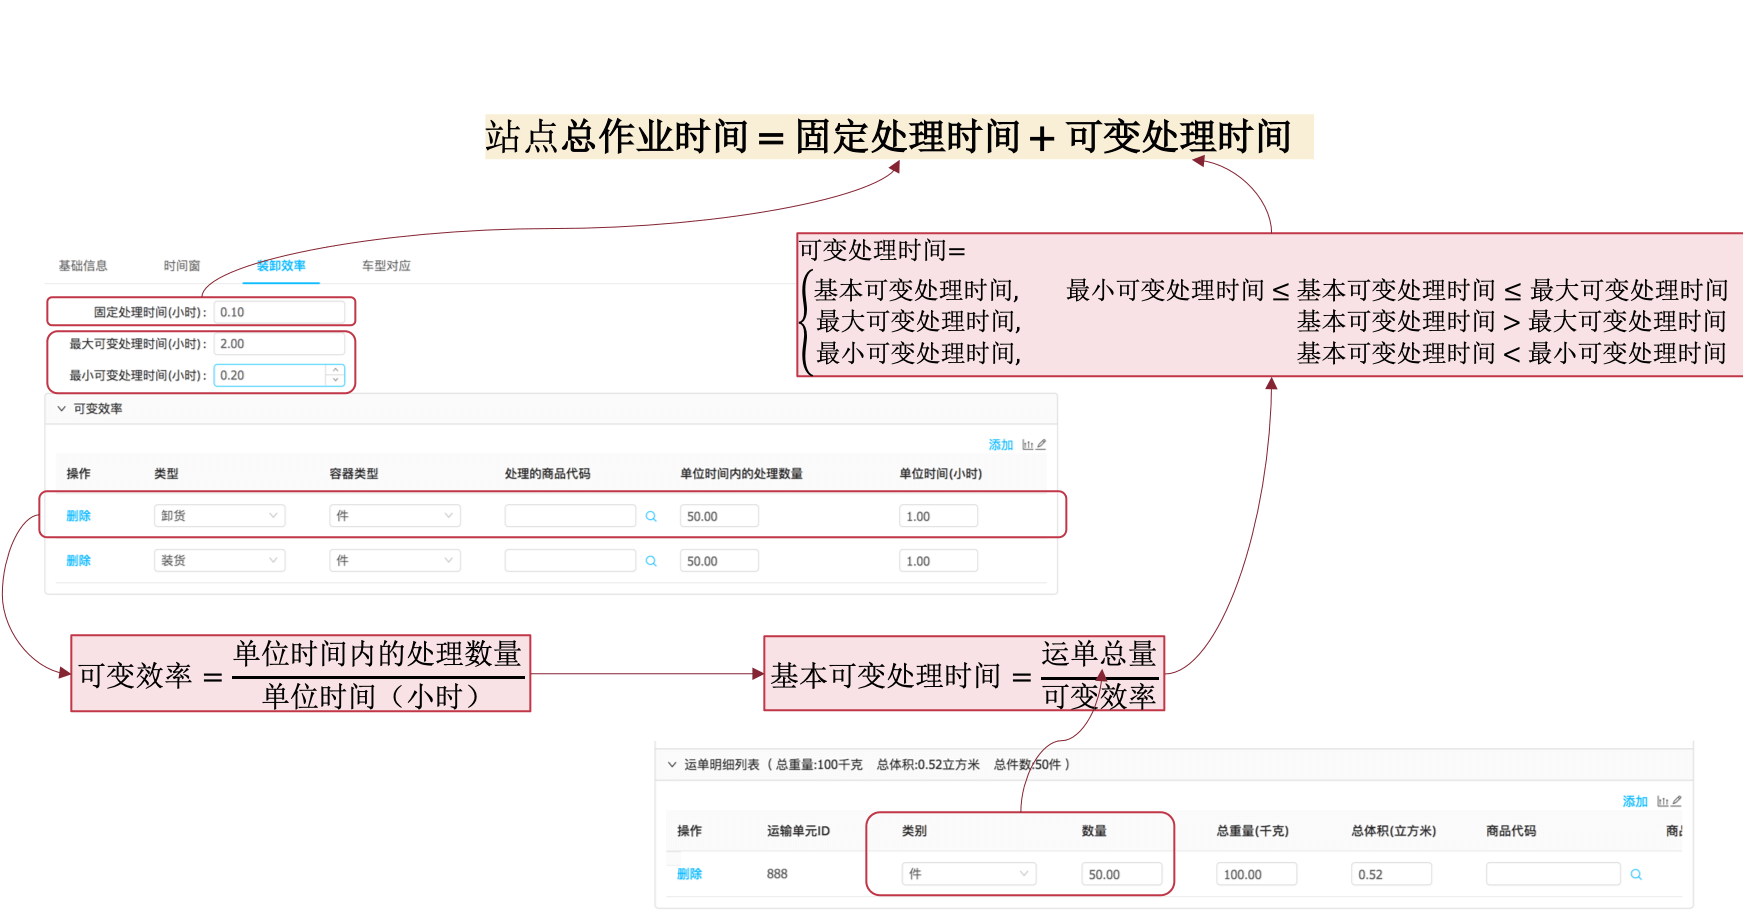 站点总作业时间 = 固定处理时间 + 可变处理时间
基础信息 时间窗 装卸效率 车型对应
固定处理时间(小时): 0.10
最大可变处理时间(小时): 2.00
最小可变处理时间(小时): 0.20
可变处理时间=
基本可变处理时间, 最小可变处理时间 ≤ 基本可变处理时间 ≤ 最大可变处理时间
最大可变处理时间, 基本可变处理时间 > 最大可变处理时间
最小可变处理时间, 基本可变处理时间 < 最小可变处理时间
可变效率
添加
操作 类型 容器类型 处理的商品代码 单位时间内的处理数量 单位时间(小时)
删除 卸货 件 50.00 1.00
删除 装货 件 50.00 1.00
可变效率 = 单位时间内的处理数量
单位时间（小时）
基本可变处理时间 = 运单总量
可变效率
运单明细列表（总重量:100千克 总体积:0.52立方米 总件数:50件）
添加
操作 运输单元ID 类别 数量 总重量(千克) 总体积(立方米) 商品代码 商
删除 888 件 50.00 100.00 0.52